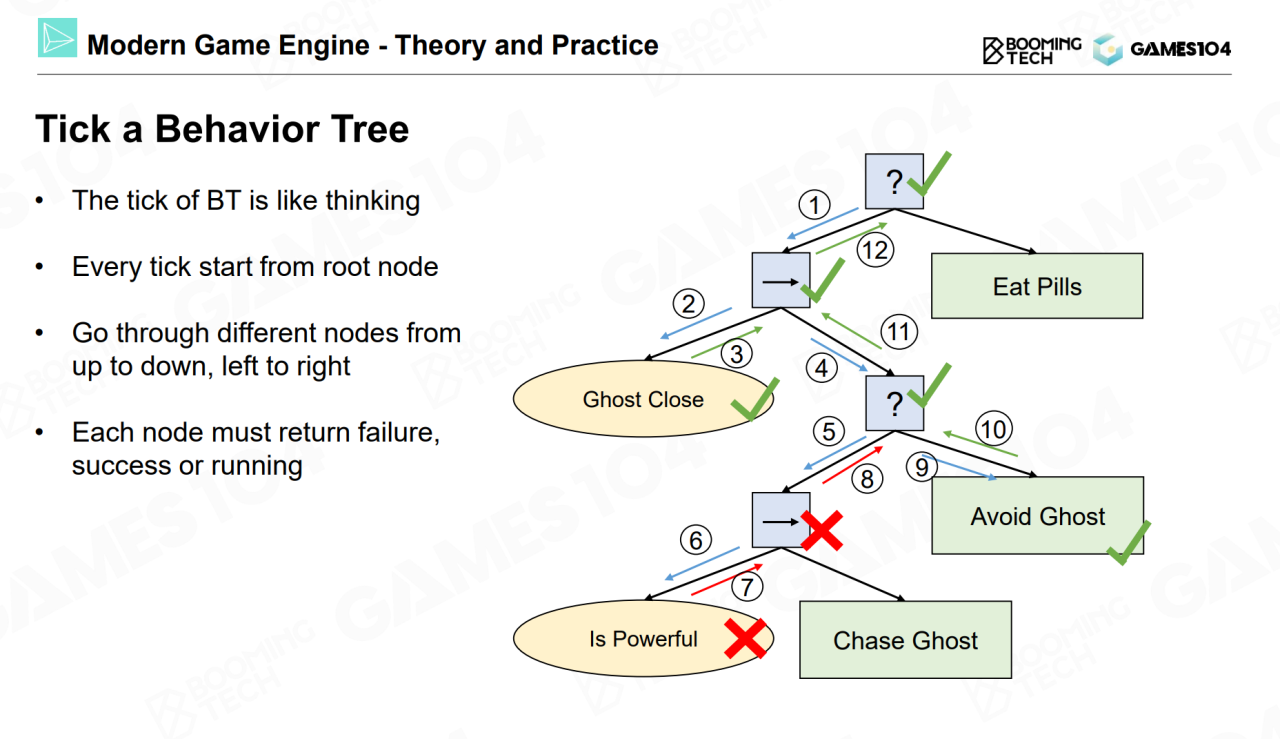 Modern Game Engine - Theory and Practice
BOOMING
TECH
GAMES104
Tick a Behavior Tree
• The tick of BT is like thinking
• Every tick start from root node
• Go through different nodes from
up to down, left to right
• Each node must return failure,
success or running
?
1
12
→
Eat Pills
2
3
11
4
Ghost Close
?
5
10
8
9
→
Avoid Ghost
6
7
Is Powerful
Chase Ghost